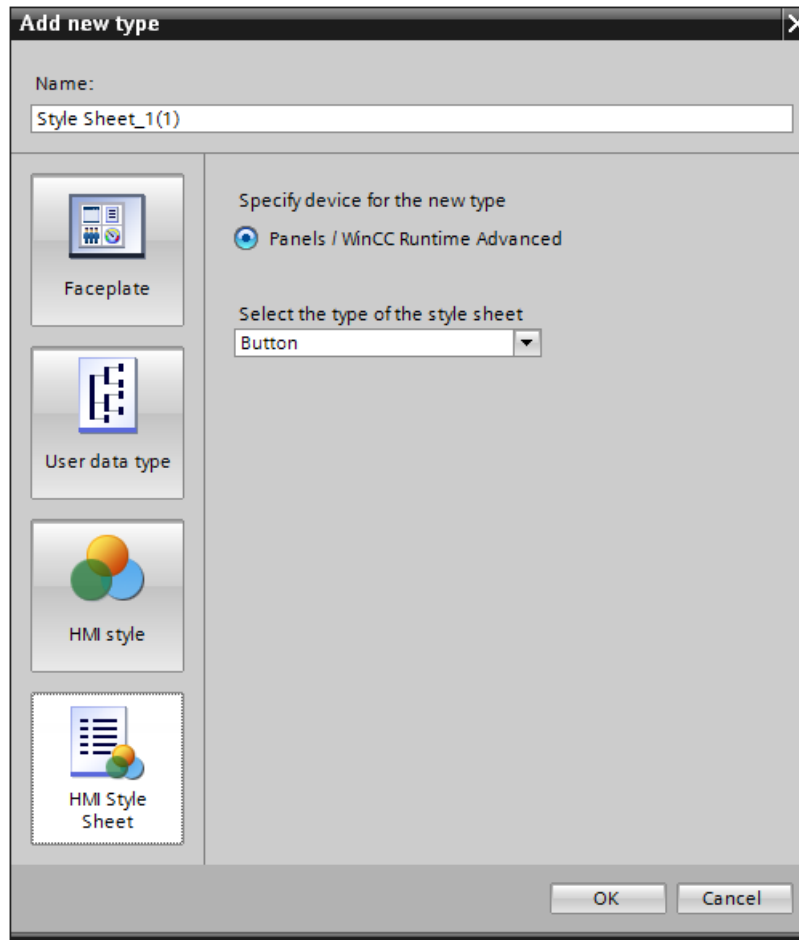 Add new type
Name:
Style Sheet_1(1)
Faceplate
User data type
HMI style
HMI Style
Sheet
Specify device for the new type
Panels / WinCC Runtime Advanced
Select the type of the style sheet
Button
OK
Cancel